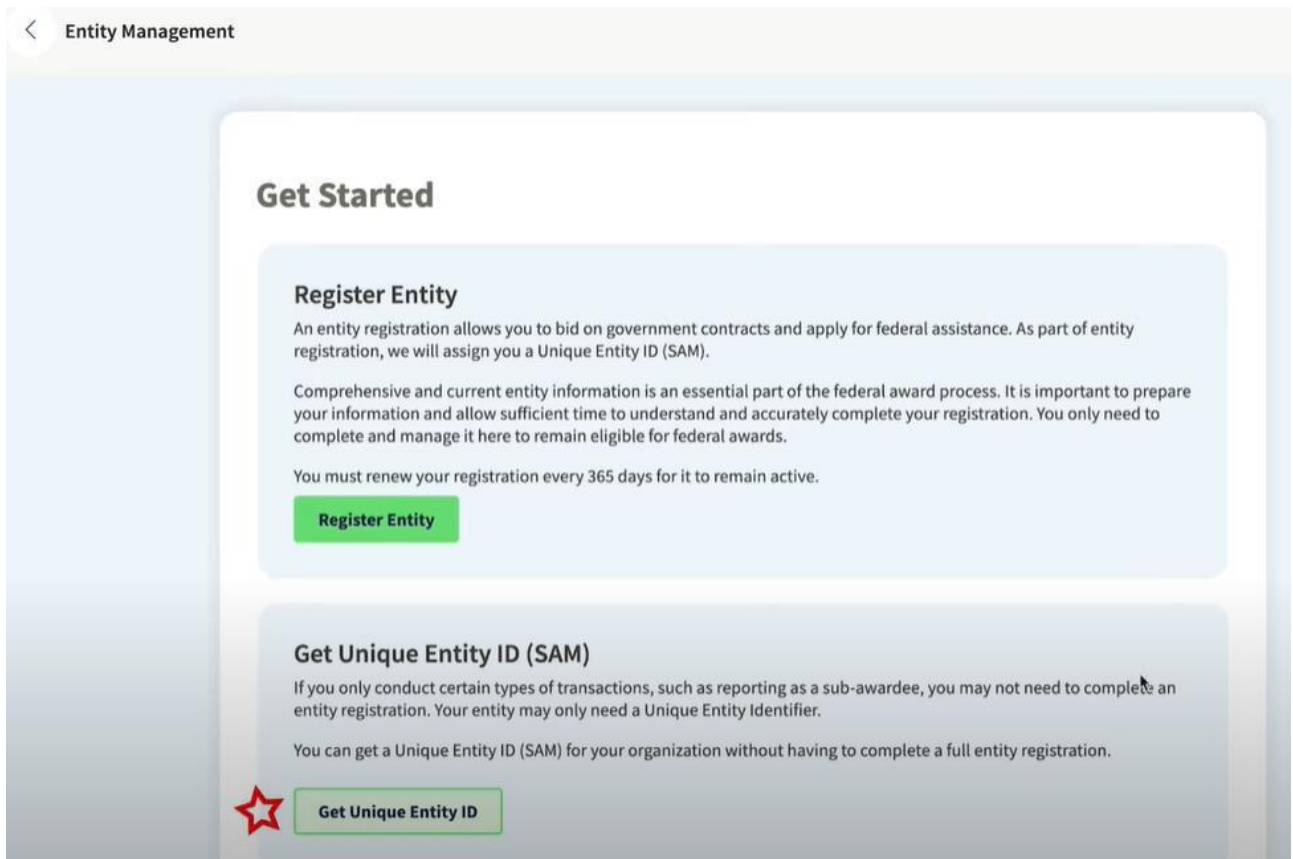 Entity Management
Get Started
Register Entity
An entity registration allows you to bid on government contracts and apply for federal assistance. As part of entity
registration, we will assign you a Unique Entity ID (SAM).
Comprehensive and current entity information is an essential part of the federal award process. It is important to prepare
your information and allow sufficient time to understand and accurately complete your registration. You only need to
complete and manage it here to remain eligible for federal awards.
You must renew your registration every 365 days for it to remain active.
Register Entity
Get Unique Entity ID (SAM)
If you only conduct certain types of transactions, such as reporting as a sub-awardee, you may not need to complete an
entity registration. Your entity may only need a Unique Entity Identifier.
You can get a Unique Entity ID (SAM) for your organization without having to complete a full entity registration.
Get Unique Entity ID